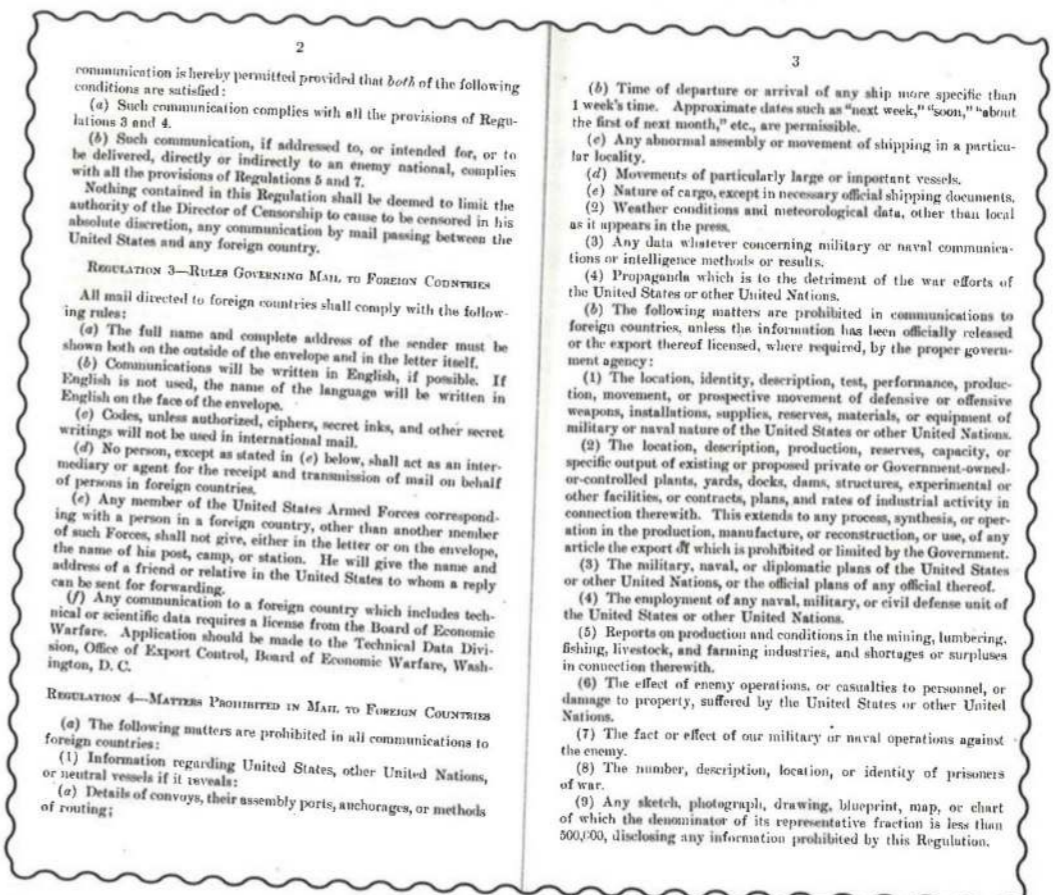 2
communication is hereby permitted provided that both of the following
conditions are satisfied:
(a) Such communication complies with all the provisions of Regu-
lations 3 and 4.
(b) Such communication, if addressed to, or intended for, or to
be delivered, directly or indirectly to an enemy national, complies
with all the provisions of Regulations 5 and 7.
Nothing contained in this Regulation shall be deemed to limit the
authority of the Director of Censorship to cause to be censored in his
absolute discretion, any communication by mail passing between the
United States and any foreign country.
REGULATION 3—RULES GOVERNING MAIL TO FOREIGN COUNTRIES
All mail directed to foreign countries shall comply with the follow-
ing rules:
(a) The full name and complete address of the sender must be
shown both on the outside of the envelope and in the letter itself.
(b) Communications will be written in English, if possible. If
English is not used, the name of the language will be written in
English on the face of the envelope.
(c) Codes, unless authorized, ciphers, secret inks, and other secret
writings will not be used in international mail.
(d) No person, except as stated in (e) below, shall act as an inter-
mediary or agent for the receipt and transmission of mail on behalf
of persons in foreign countries.
(e) Any member of the United States Armed Forces correspond-
ing with a person in a foreign country, other than another member
of such Forces, shall not give, either in the letter or on the envelope,
the name of his post, camp, or station. He will give the name and
address of a friend or relative in the United States to whom a reply
can be sent for forwarding.
(f) Any communication to a foreign country which includes tech-
nical or scientific data requires a license from the Board of Economic
Warfare. Application should be made to the Technical Data Divi-
sion, Office of Export Control, Board of Economic Warfare, Wash-
ington, D. C.
REGULATION 4—MATTERS PROHIBITED IN MAIL TO FOREIGN COUNTRIES
(a) The following matters are prohibited in all communications to
foreign countries:
(1) Information regarding United States, other United Nations,
or neutral vessels if it reveals:
(a) Details of convoys, their assembly ports, anchorages, or methods
of routing;
3
(b) Time of departure or arrival of any ship more specific than
1 week's time. Approximate dates such as "next week," "soon," "about
the first of next month," etc., are permissible.
(c) Any abnormal assembly or movement of shipping in a particu-
lar locality.
(d) Movements of particularly large or important vessels.
(e) Nature of cargo, except in necessary official shipping documents.
(2) Weather conditions and meteorological data, other than local
as it appears in the press.
(3) Any data whatever concerning military or naval communica-
tions or intelligence methods or results.
(4) Propaganda which is to the detriment of the war efforts of
the United States or other United Nations.
(b) The following matters are prohibited in communications to
foreign countries, unless the information has been officially released
or the export thereof licensed, where required, by the proper govern-
ment agency:
(1) The location, identity, description, test, performance, produc-
tion, movement, or prospective movement of defensive or offensive
weapons, installations, supplies, reserves, materials, or equipment of
military or naval nature of the United States or other United Nations.
(2) The location, description, production, reserves, capacity, or
specific output of existing or proposed private or Government-owned-
or-controlled plants, yards, docks, dams, structures, experimental or
other facilities, or contracts, plans, and rates of industrial activity in
connection therewith. This extends to any process, synthesis, or oper-
ation in the production, manufacture, or reconstruction, or use, of any
article the export of which is prohibited or limited by the Government.
(3) The military, naval, or diplomatic plans of the United States
or other United Nations, or the official plans of any official thereof.
(4) The employment of any naval, military, or civil defense unit of
the United States or other United Nations.
(5) Reports on production and conditions in the mining, lumbering,
fishing, livestock, and farming industries, and shortages or surpluses
in connection therewith.
(6) The effect of enemy operations, or casualties to personnel, or
damage to property, suffered by the United States or other United
Nations.
(7) The fact or effect of our military or naval operations against
the enemy.
(8) The number, description, location, or identity of prisoners
of war.
(9) Any sketch, photograph, drawing, blueprint, map, or chart
of which the denominator of its representative fraction is less than
500,000, disclosing any information prohibited by this Regulation.